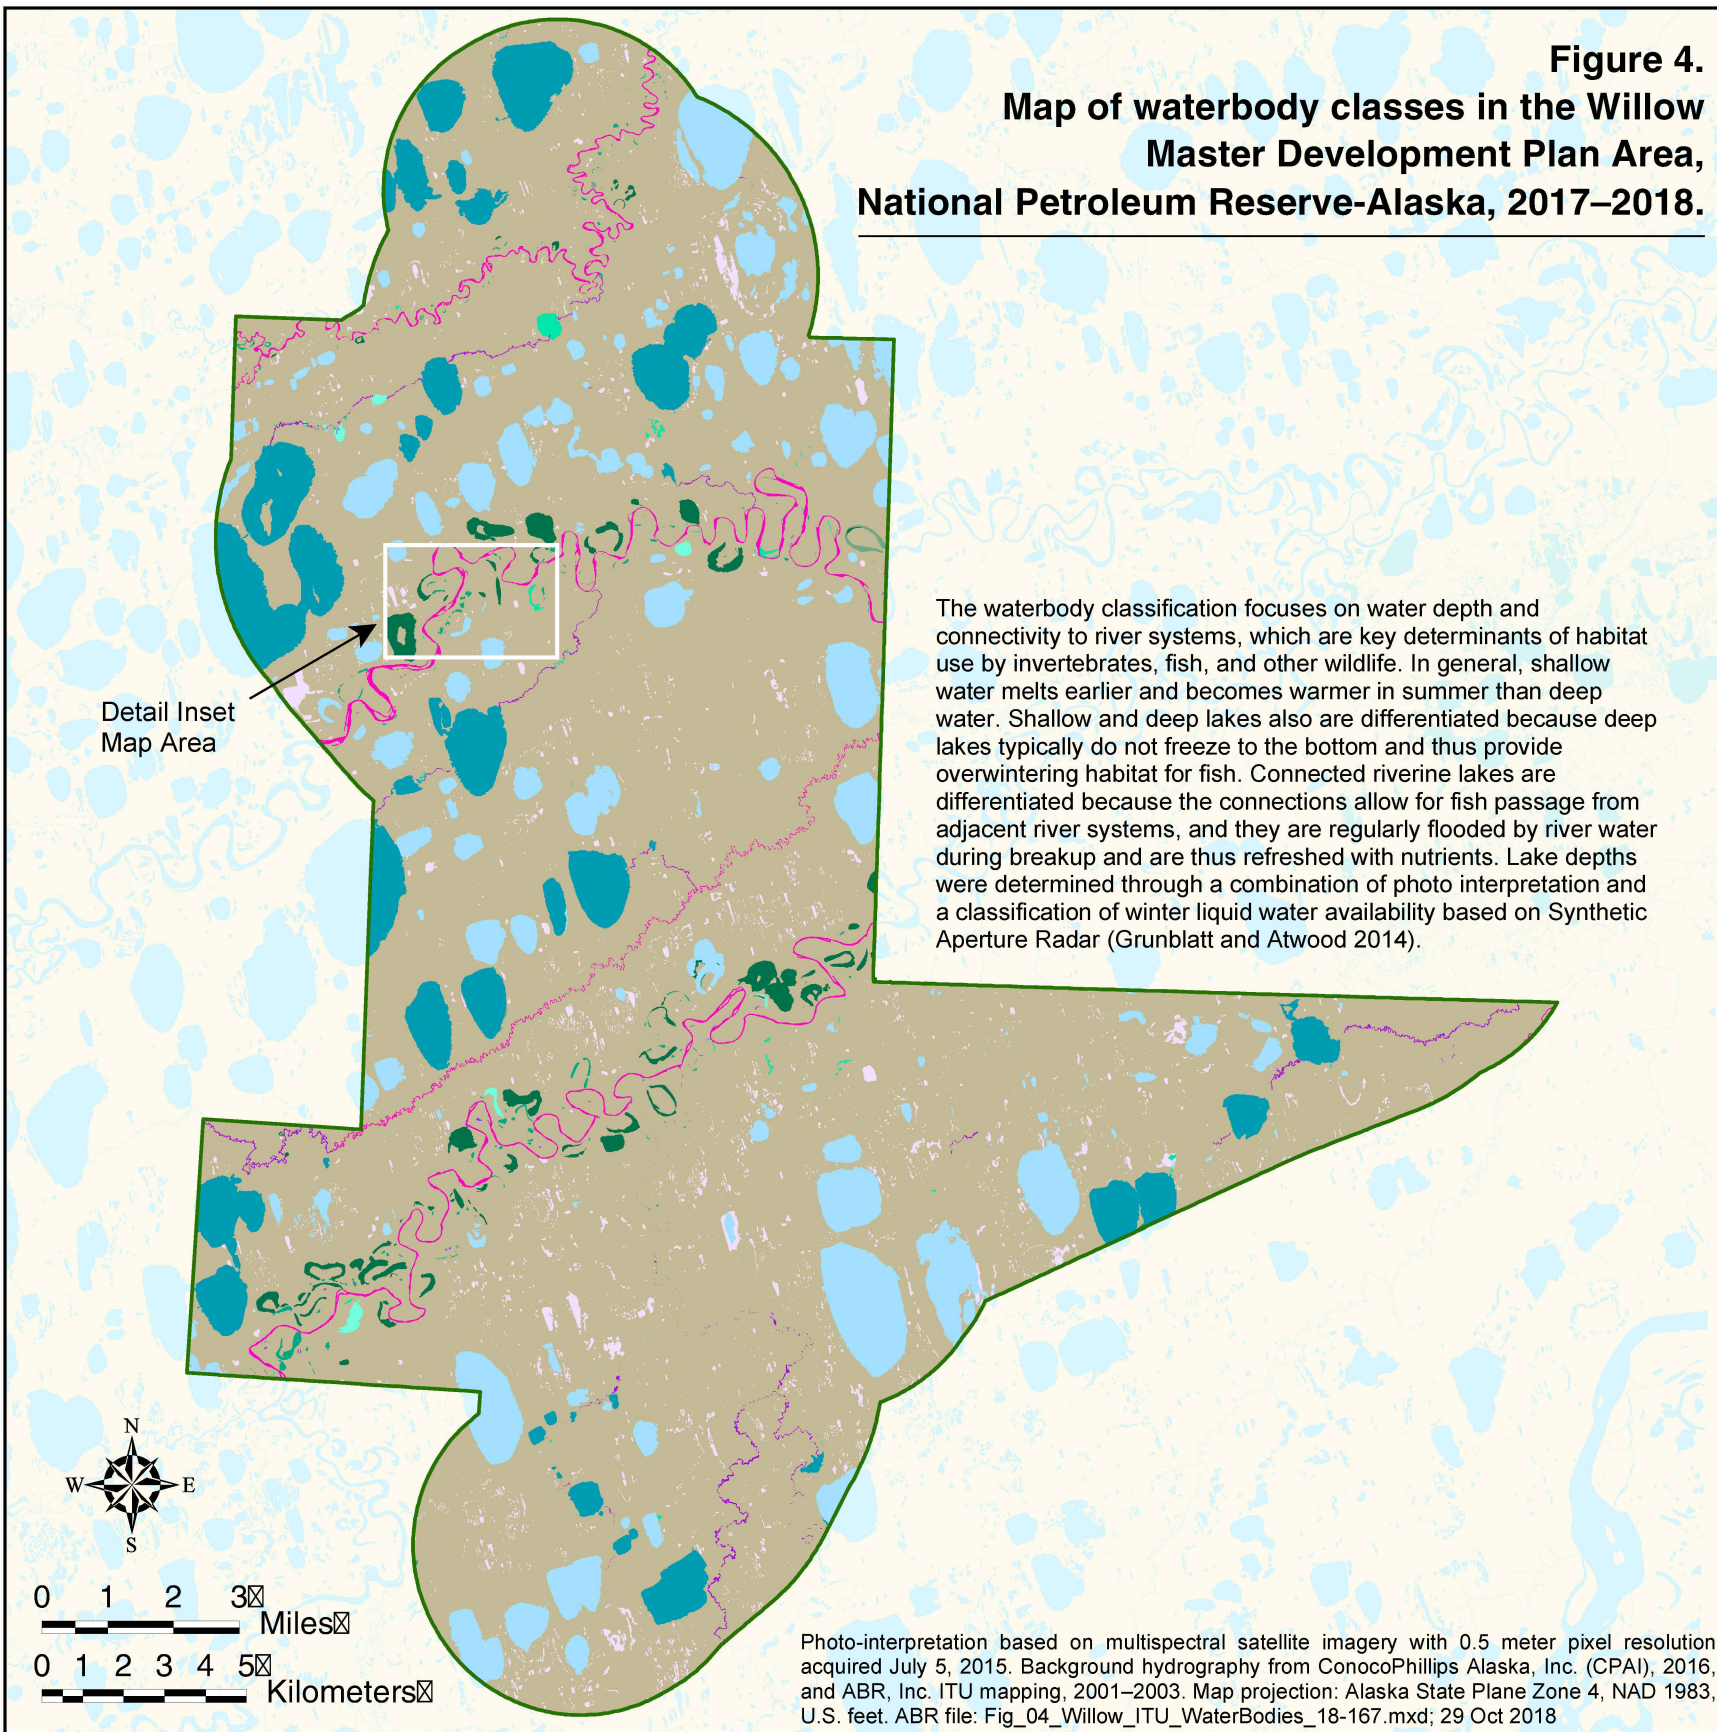 Figure 4.
Map of waterbody classes in the Willow
Master Development Plan Area,
National Petroleum Reserve-Alaska, 2017–2018.
The waterbody classification focuses on water depth and
connectivity to river systems, which are key determinants of habitat
use by invertebrates, fish, and other wildlife. In general, shallow
water melts earlier and becomes warmer in summer than deep
water. Shallow and deep lakes also are differentiated because deep
lakes typically do not freeze to the bottom and thus provide
overwintering habitat for fish. Connected riverine lakes are
differentiated because the connections allow for fish passage from
adjacent river systems, and they are regularly flooded by river water
during breakup and are thus refreshed with nutrients. Lake depths
were determined through a combination of photo interpretation and
a classification of winter liquid water availability based on Synthetic
Aperture Radar (Grunblatt and Atwood 2014).
Detail Inset
Map Area
N
W E
S
0 1 2 3
Miles
0 1 2 3 4 5
Kilometers
Photo-interpretation based on multispectral satellite imagery with 0.5 meter pixel resolution
acquired July 5, 2015. Background hydrography from ConocoPhillips Alaska, Inc. (CPAI), 2016,
and ABR, Inc. ITU mapping, 2001–2003. Map projection: Alaska State Plane Zone 4, NAD 1983,
U.S. feet. ABR file: Fig_04_Willow_ITU_WaterBodies_18-167.mxd; 29 Oct 2018